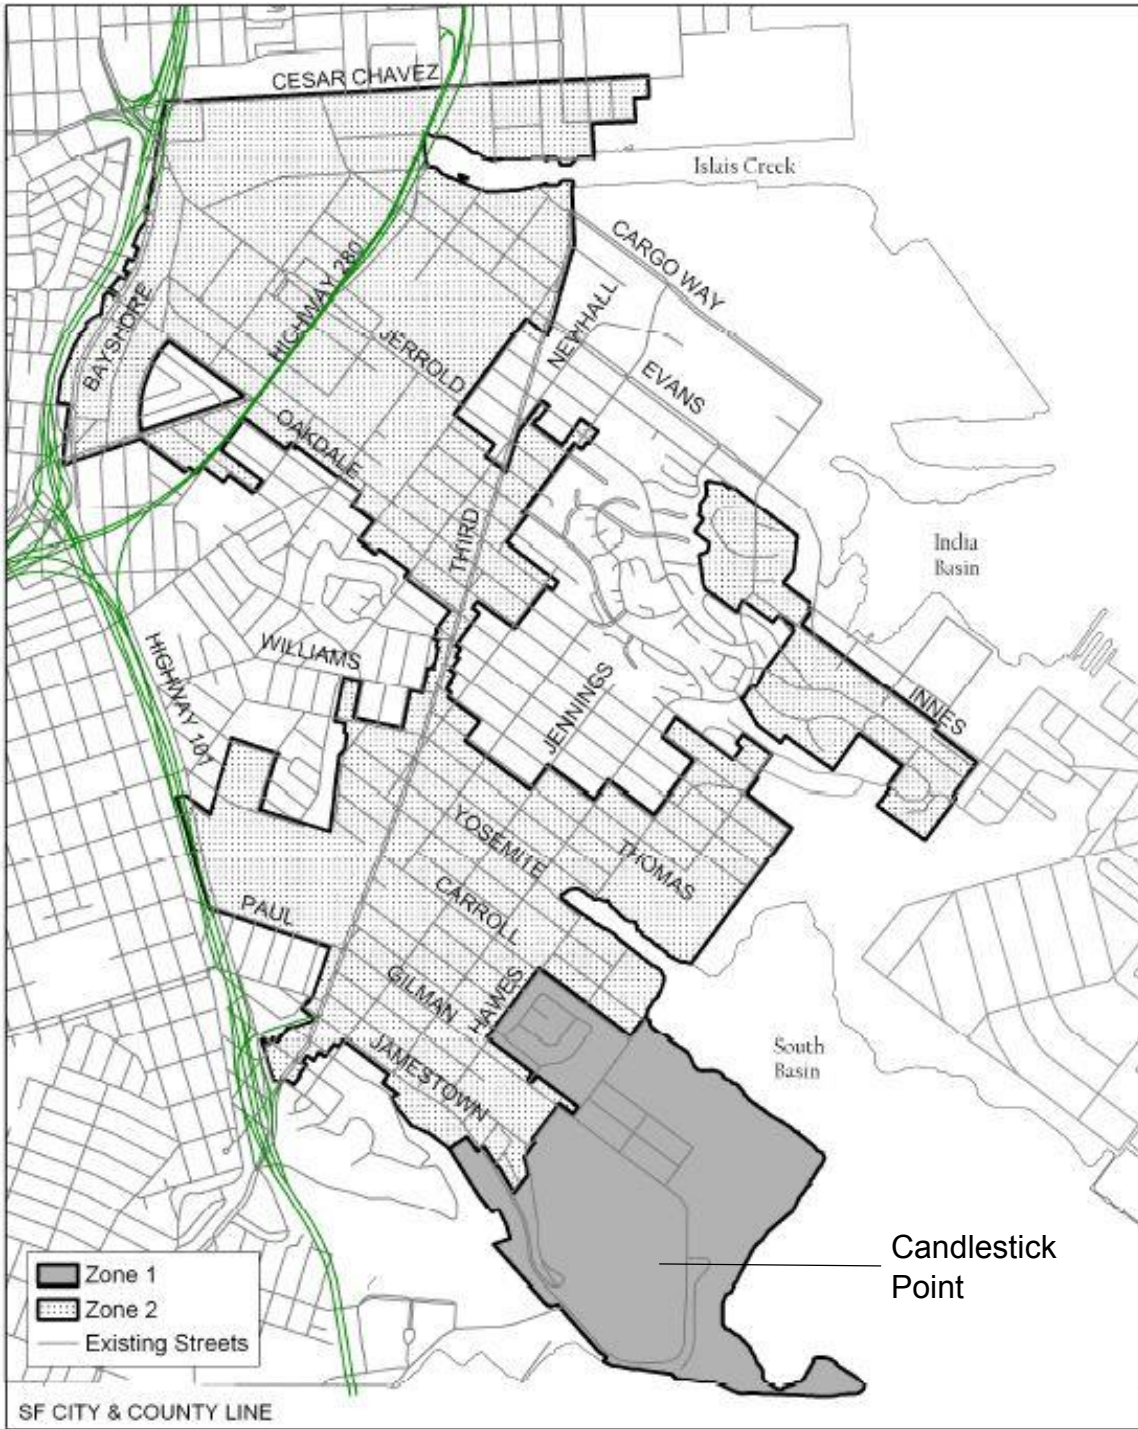 CESAR CHAVEZ
Islais Creek
CARGO WAY
HIGHWAY 280
NEWHALL
BAYSHORE
JERROLD
EVANS
OAKDALE
THIRD
India
Basin
WILLIAMS
HIGHWAY 101
JENNINGS
INNES
YOSEMITE
THOMAS
CARROLL
PAUL
GILMAN
HAWES
JAMESTOWN
South
Basin
Candlestick
Point
Zone 1
Zone 2
Existing Streets
SF CITY & COUNTY LINE